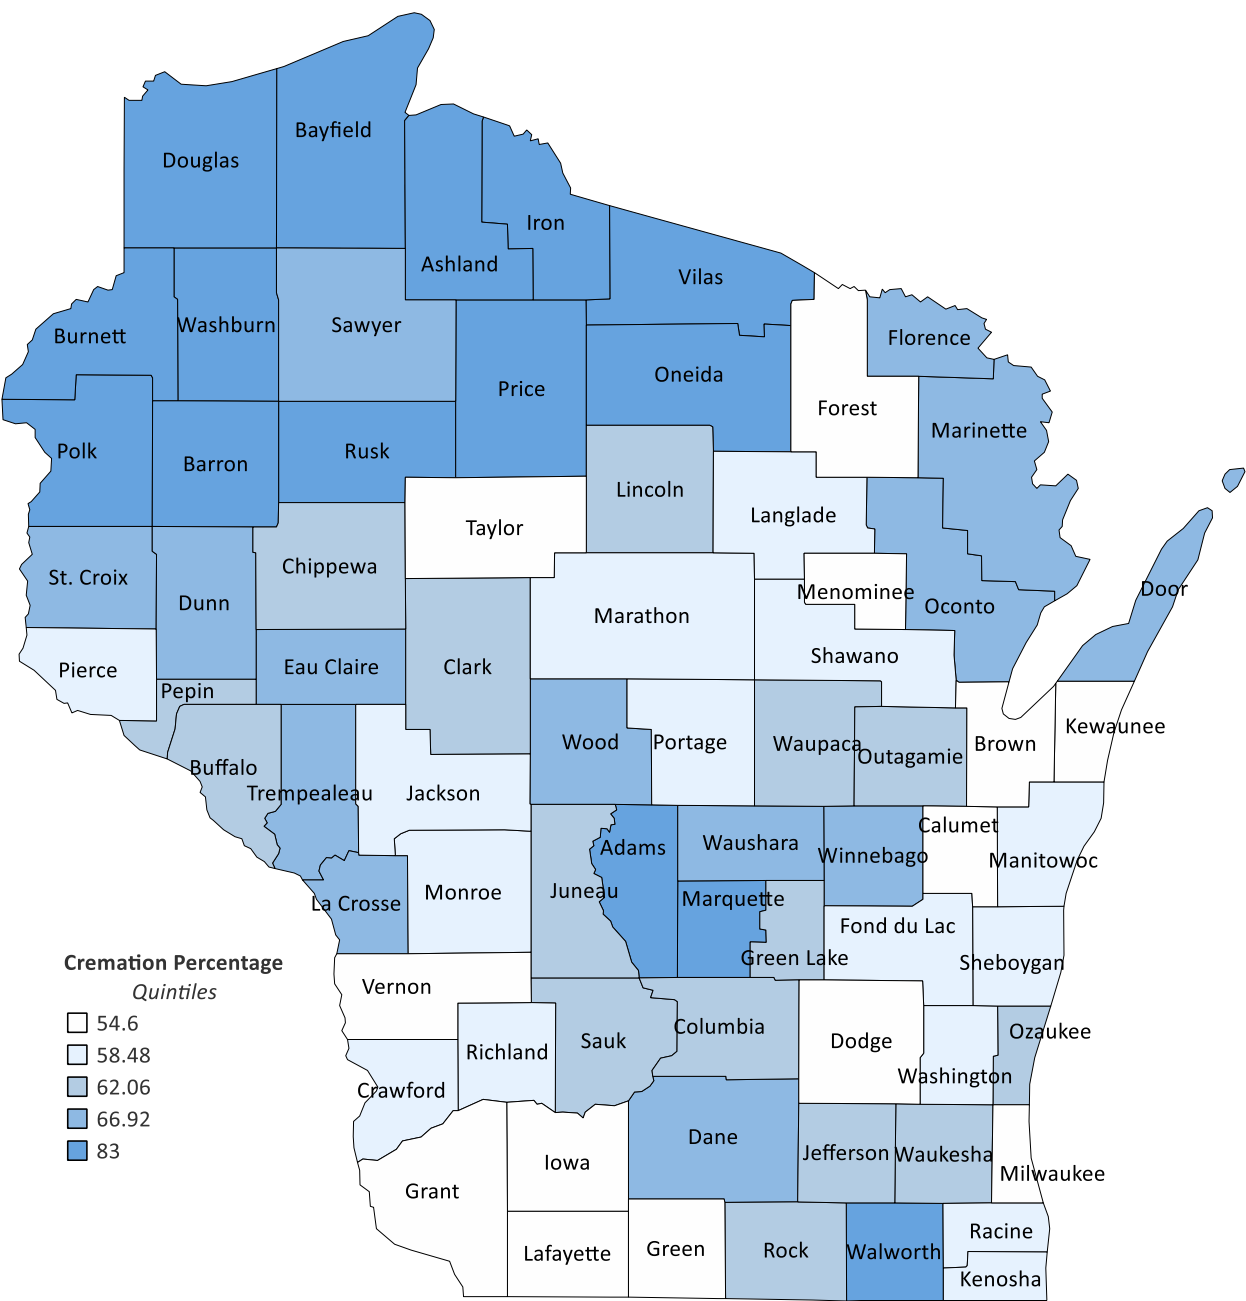 Bayfield
Douglas
Iron
Ashland
Vilas
Burnett
Washburn
Sawyer
Florence
Price
Oneida
Forest
Marinette
Polk
Barron
Rusk
Lincoln
Langlade
Taylor
Chippewa
St. Croix
Dunn
Menominee
Door
Oconto
Marathon
Shawano
Pierce
Eau Claire
Clark
Pepin
Kewaunee
Wood
Portage
Waupaca
Brown
Outagamie
Buffalo
Trempealeau
Jackson
Calumet
Adams
Waushara
Winnebago
Manitowoc
Juneau
Monroe
Marquette
La Crosse
Fond du Lac
Green Lake
Sheboygan
Cremation Percentage
Quintiles
54.6
58.48
62.06
66.92
83
Vernon
Columbia
Ozaukee
Sauk
Dodge
Richland
Washington
Crawford
Dane
Jefferson
Waukesha
Iowa
Milwaukee
Grant
Racine
Green
Rock
Walworth
Lafayette
Kenosha